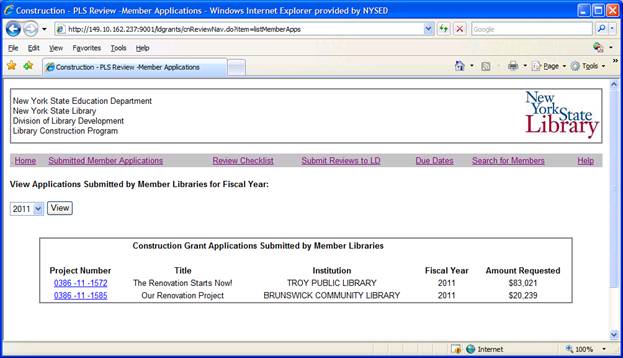 Construction - PLS Review -Member Applications - Windows Internet Explorer provided by NYSED
http://149.10.162.237:9001/ldgrants/cnReviewNav.do?item=listMemberApps
Google
File Edit View Favorites Tools Help
Construction - PLS Review -Member Applications
Page Tools
New York State Education Department
New York State Library
Division of Library Development
Library Construction Program
New
York State
Library
Home Submitted Member Applications Review Checklist Submit Reviews to LD Due Dates Search for Members Help
View Applications Submitted by Member Libraries for Fiscal Year:
2011 View
Construction Grant Applications Submitted by Member Libraries
Project Number Title Institution Fiscal Year Amount Requested
0386 -11 -1572 The Renovation Starts Now! TROY PUBLIC LIBRARY 2011 $83,021
0386 -11 -1585 Our Renovation Project BRUNSWICK COMMUNITY LIBRARY 2011 $20,239
Internet 100%